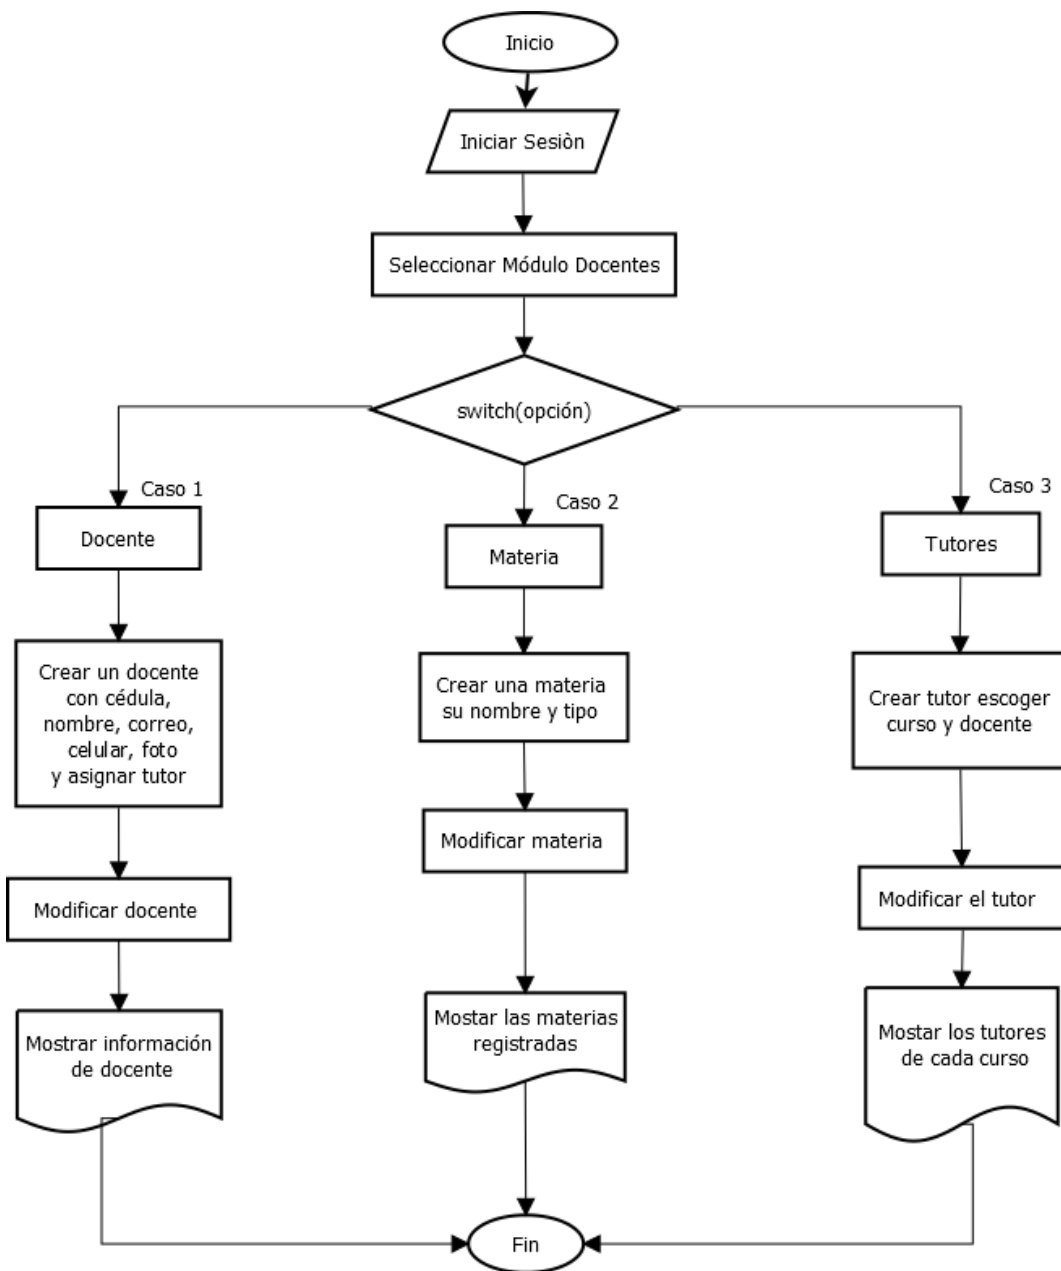 Inicio
Iniciar Sesiòn
Seleccionar Módulo Docentes
switch(opción)
Caso 1
Docente
Crear un docente
con cédula,
nombre, correo,
celular, foto
y asignar tutor
Modificar docente
Mostrar información
de docente
Caso 2
Materia
Crear una materia
su nombre y tipo
Modificar materia
Mostar las materias
registradas
Caso 3
Tutores
Crear tutor escoger
curso y docente
Modificar el tutor
Mostar los tutores
de cada curso
Fin